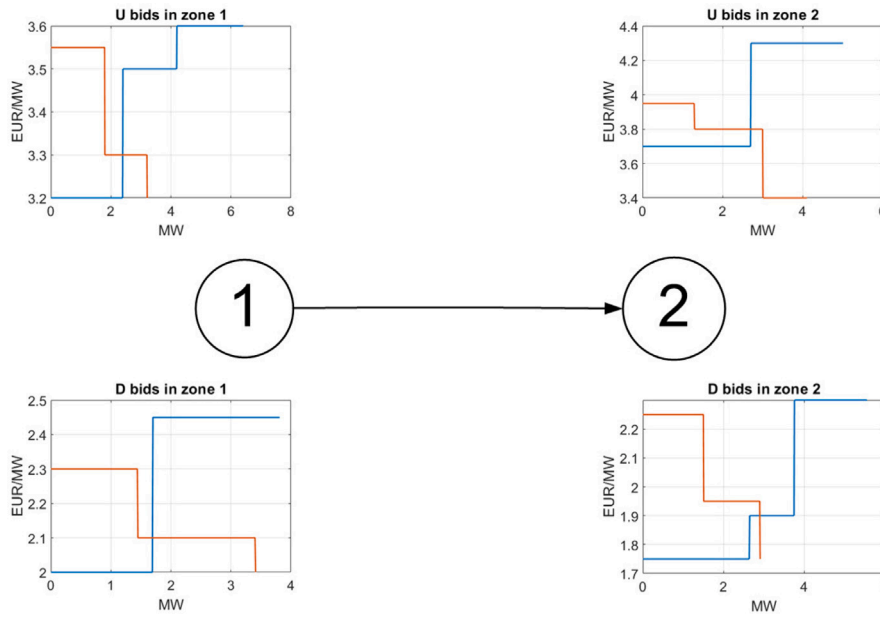 U bids in zone 1
EUR/MW
3.6
3.5
3.4
3.3
3.2
0 2 4 6 8
MW
U bids in zone 2
EUR/MW
4.4
4.2
4
3.8
3.6
3.4
0 2 4 6
MW
1
2
D bids in zone 1
EUR/MW
2.5
2.4
2.3
2.2
2.1
2
0 1 2 3 4
MW
D bids in zone 2
EUR/MW
2.2
2.1
2
1.9
1.8
1.7
0 2 4 6
MW